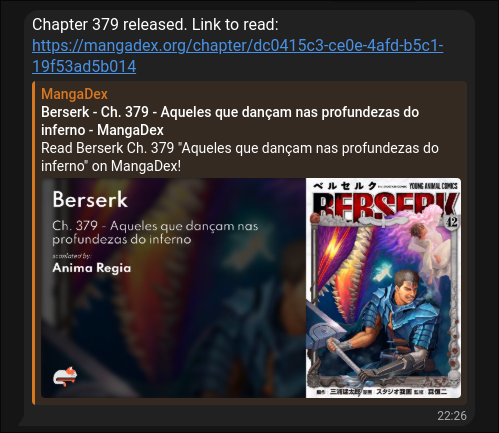 Chapter 379 released. Link to read:
https://mangadex.org/chapter/dc0415c3-ce0e-4afd-b5c1-
19f53ad5b014
MangaDex
Berserk - Ch. 379 - Aqueles que dançam nas profundezas do
inferno - MangaDex
Read Berserk Ch. 379 "Aqueles que dançam nas profundezas do
inferno" on MangaDex!
Berserk
Ch. 379 - Aqueles que dançam nas
profundezas do inferno
scanlated by:
Anima Regia
ベルセルク
YOUNG ANIMAL COMICS
BERSERK
42
原作 三浦建太郎
スタジオ我画
監修 森恒二
22:26